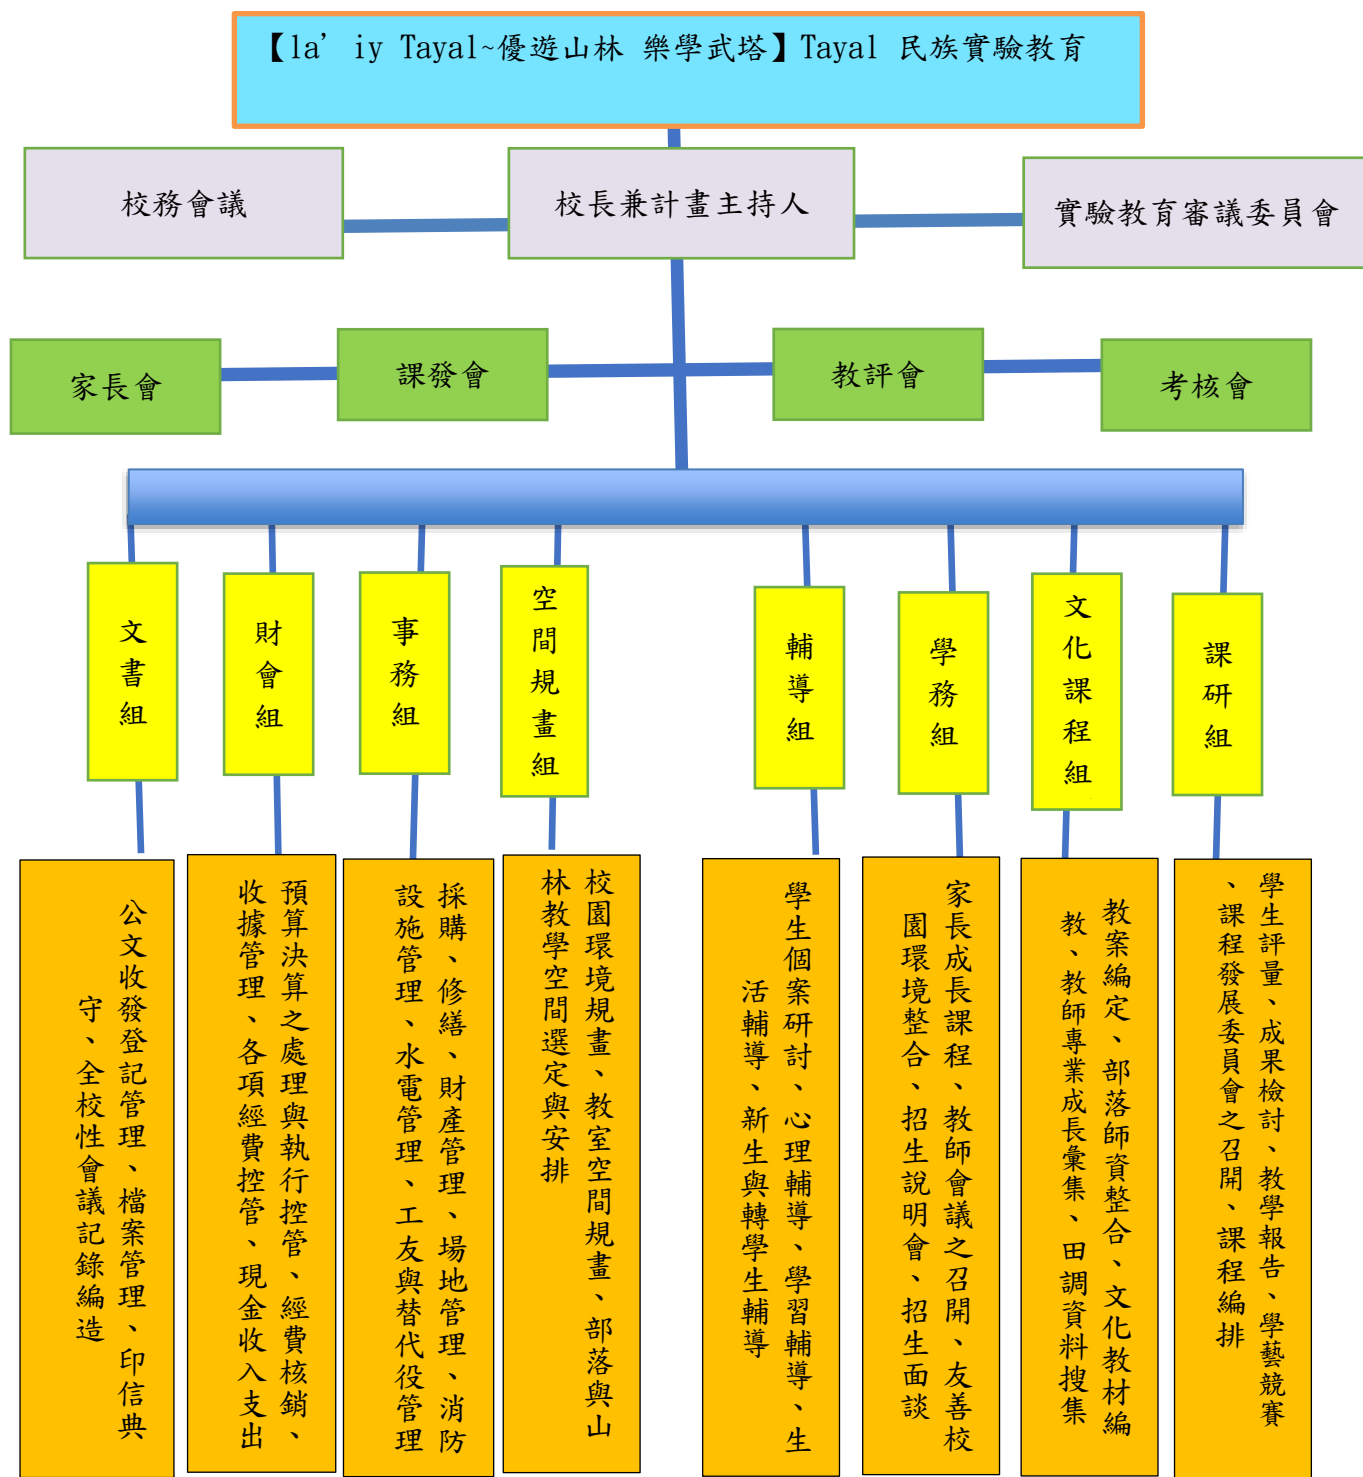 【la’ iy Tayal~優遊山林 樂學武塔】Tayal 民族實驗教育
校務會議
校長兼計畫主持人
實驗教育審議委員會
家長會
課發會
教評會
考核會
文書組
財會組
事務組
空間規畫組
輔導組
學務組
文化課程組
課研組
公文收發登記管理、檔案管理、印信典
守、全校性會議記錄編造
預算決算之處理與執行控管、經費核銷、
收據管理、各項經費控管、現金收入支出
採購、修繕、財產管理、場地管理、消防
設施管理、水電管理、工友與替代役管理
校園環境規畫、教室空間規畫、部落與山
林教學空間選定與安排
學生個案研討、心理輔導、學習輔導、生
活輔導、新生與轉學生輔導
家長成長課程、教師會議之召開、友善校
園環境整合、招生說明會、招生面談
教案編定、部落師資整合、文化教材編
教、教師專業成長彙集、田調資料搜集
學生評量、成果檢討、教學報告、學藝競賽
、課程發展委員會之召開、課程編排